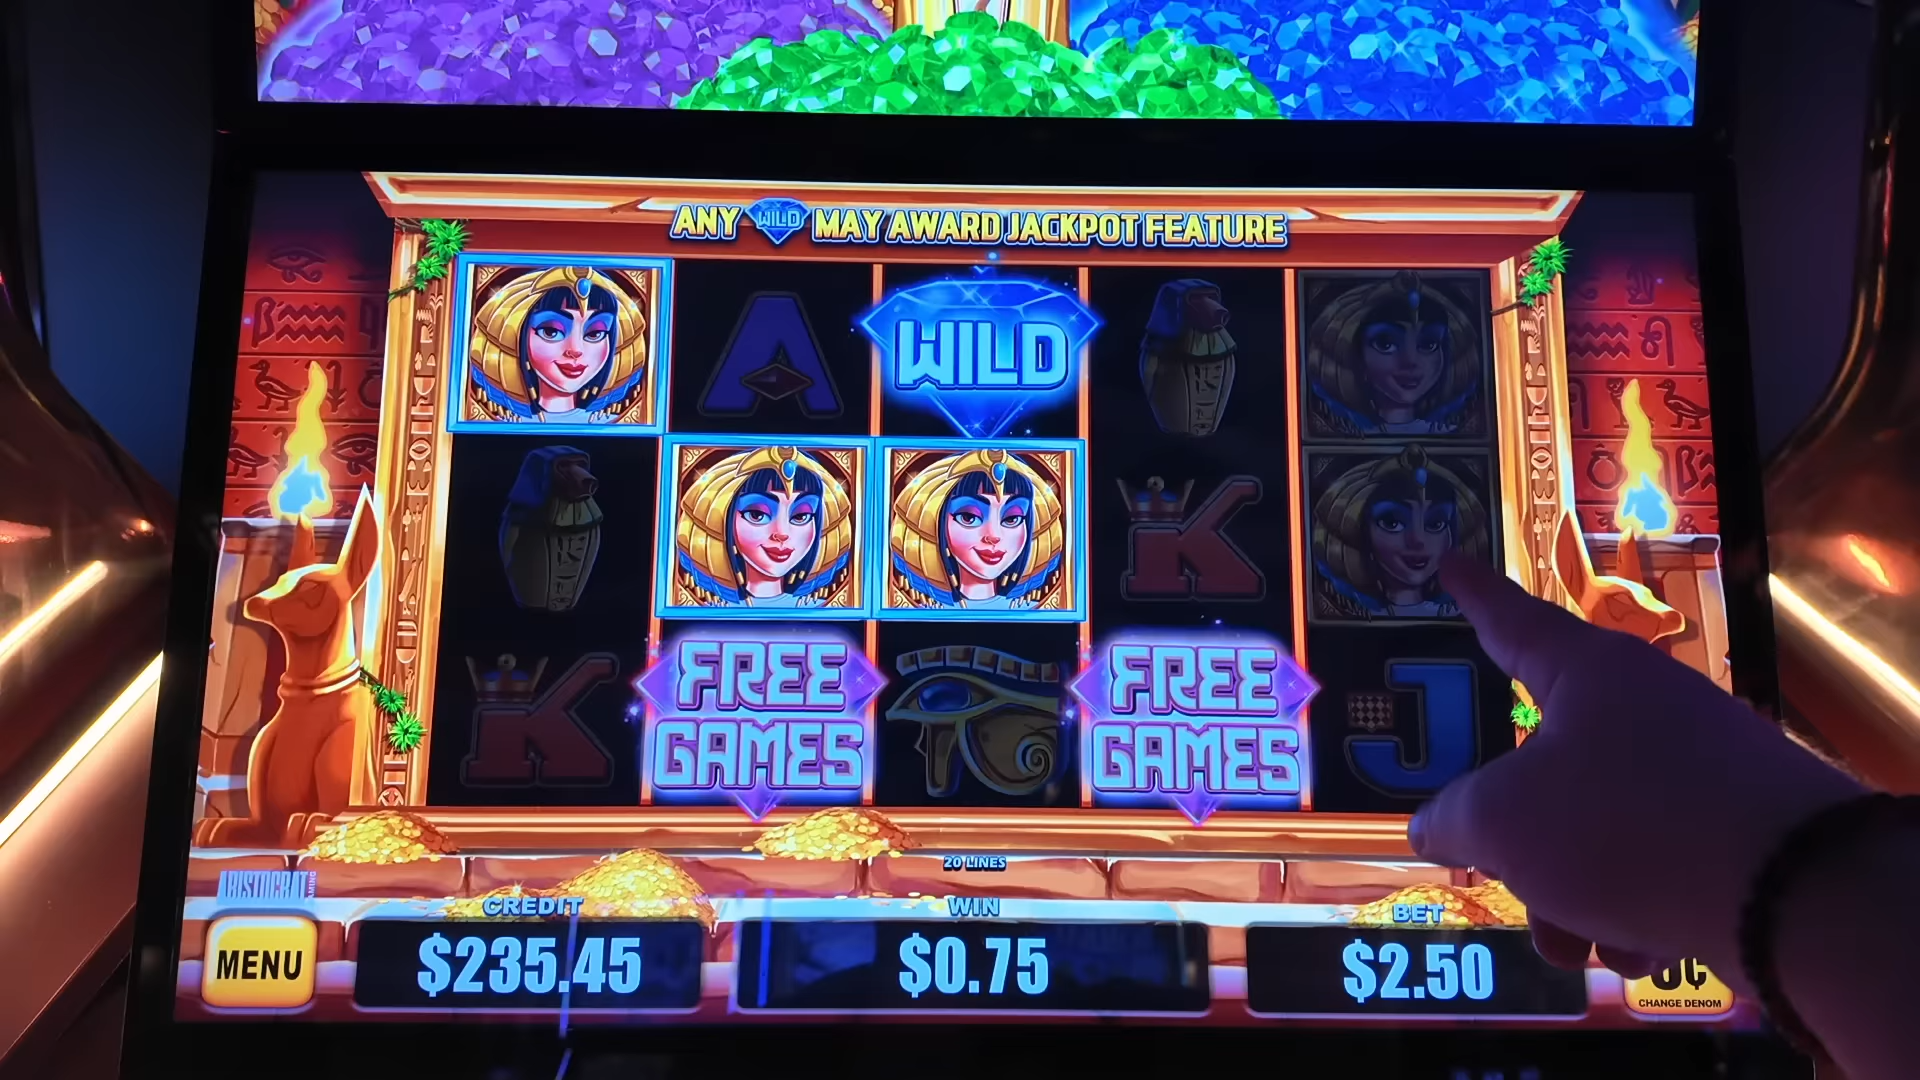 ANY WILD MAY AWARD JACKPOT FEATURE
A
WILD
K
K
FREE GAMES
FREE GAMES
J
20 LINES
ARISTOCRAT
GAMING
CREDIT
WIN
BET
MENU
$235.45
$0.75
$2.50
CHANGE DENOM